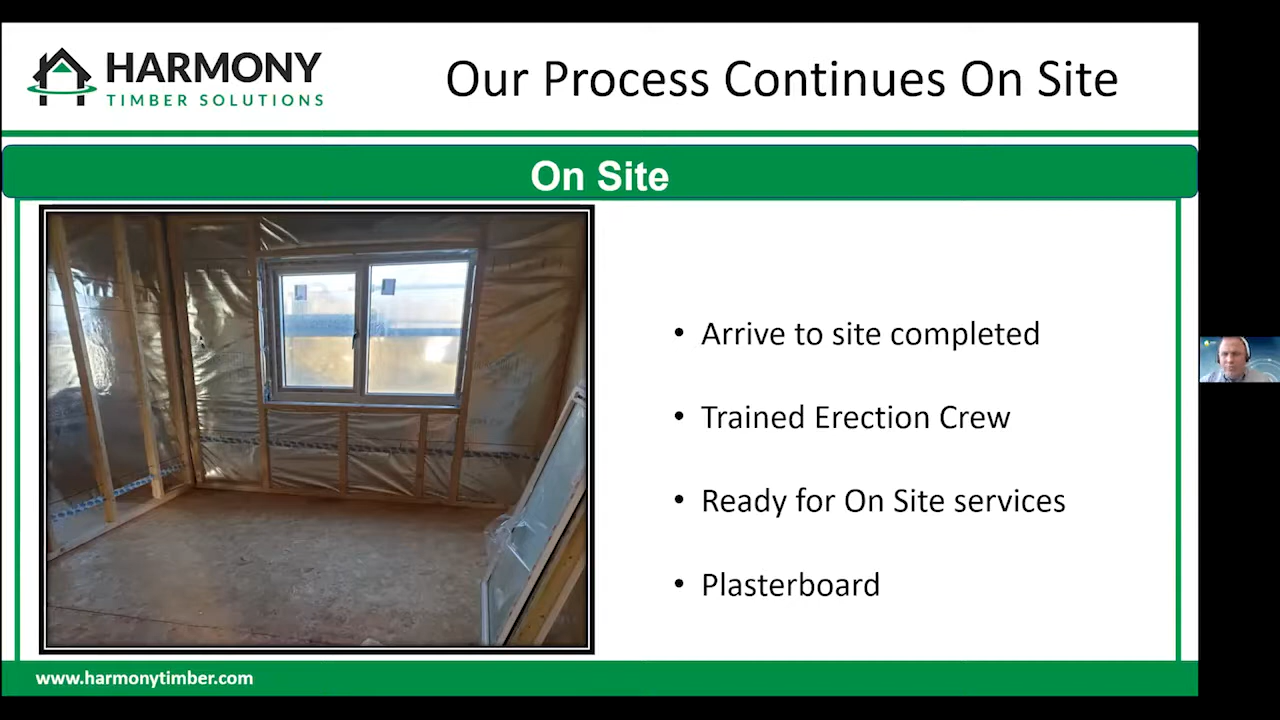 HARMONY
TIMBER SOLUTIONS
Our Process Continues On Site
On Site
• Arrive to site completed
• Trained Erection Crew
• Ready for On Site services
• Plasterboard
www.harmonytimber.com